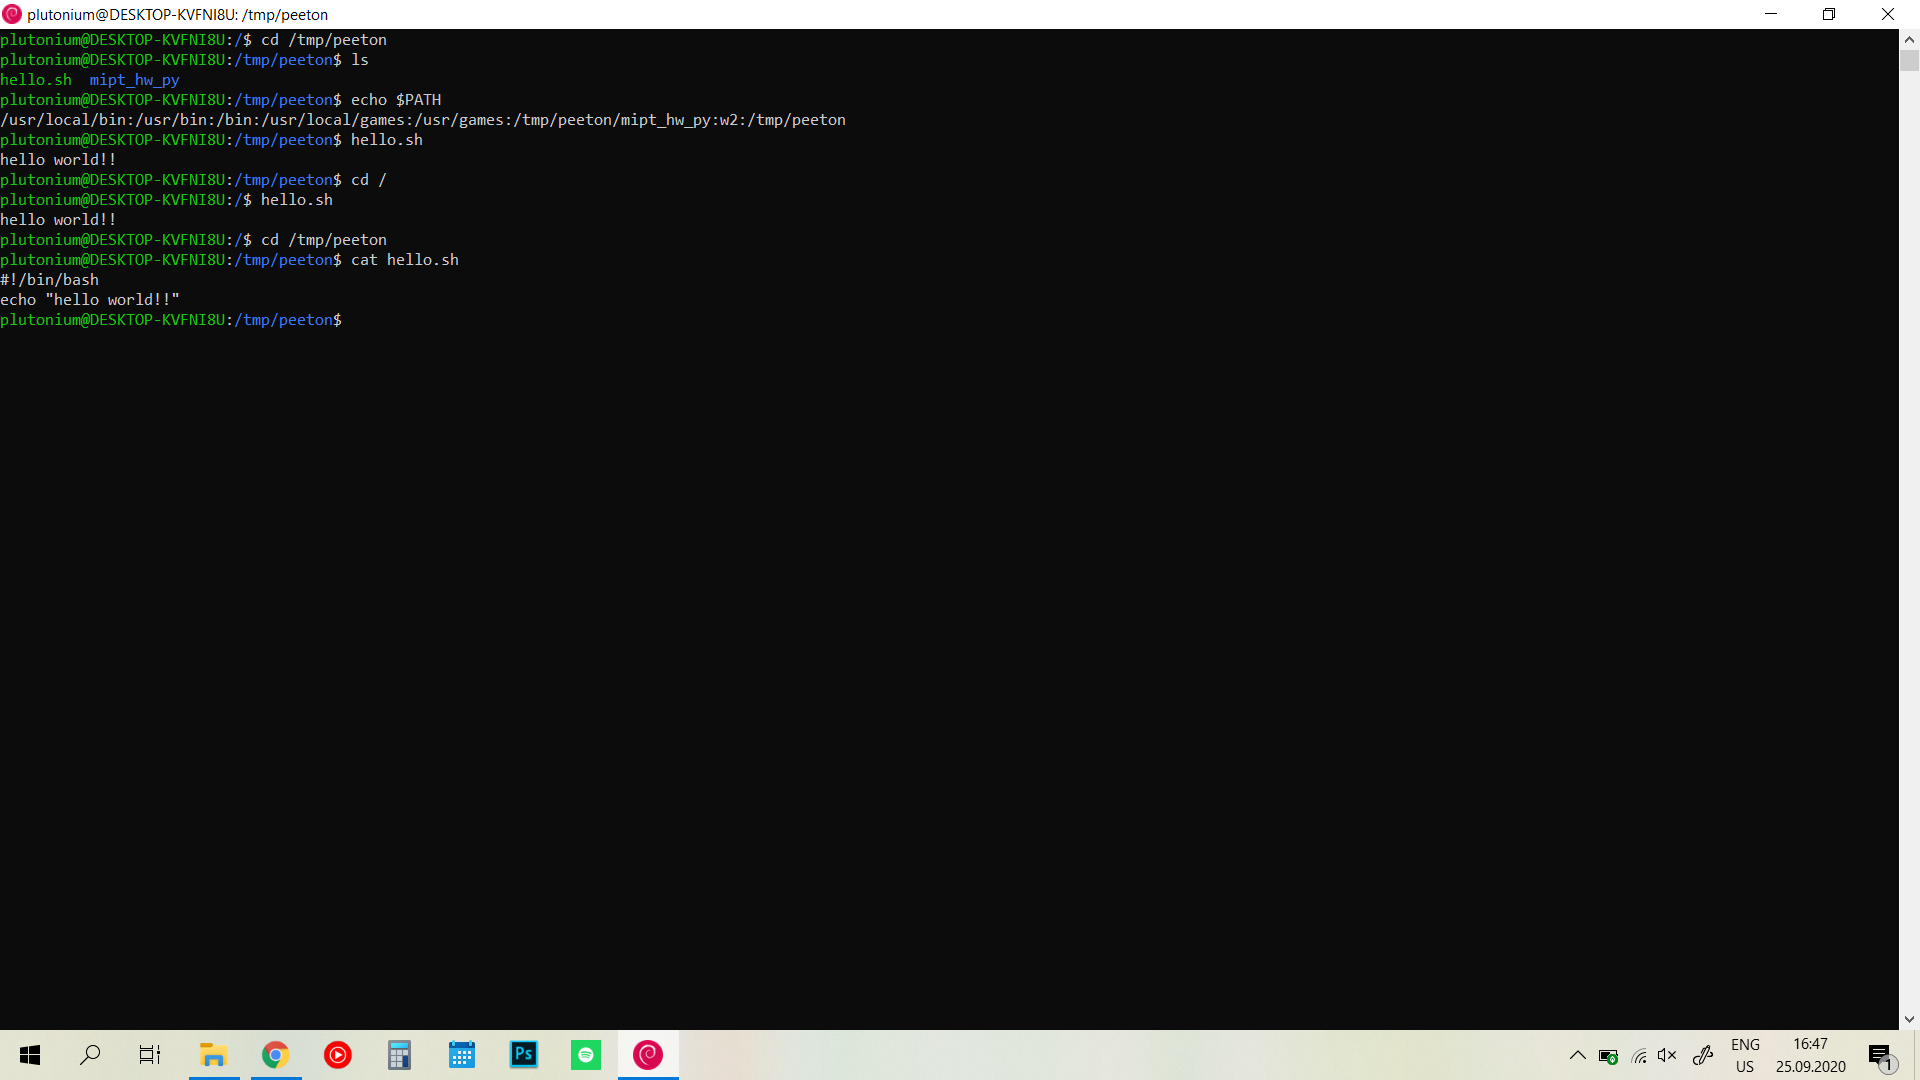 plutonium@DESKTOP-KVFNI8U: /tmp/peeton
plutonium@DESKTOP-KVFNI8U:/$ cd /tmp/peeton
plutonium@DESKTOP-KVFNI8U:/tmp/peeton$ ls
hello.sh  mipt_hw_py
plutonium@DESKTOP-KVFNI8U:/tmp/peeton$ echo $PATH
/usr/local/bin:/usr/bin:/bin:/usr/local/games:/usr/games:/tmp/peeton/mipt_hw_py:w2:/tmp/peeton
plutonium@DESKTOP-KVFNI8U:/tmp/peeton$ hello.sh
hello world!!
plutonium@DESKTOP-KVFNI8U:/tmp/peeton$ cd /
plutonium@DESKTOP-KVFNI8U:/$ hello.sh
hello world!!
plutonium@DESKTOP-KVFNI8U:/$ cd /tmp/peeton
plutonium@DESKTOP-KVFNI8U:/tmp/peeton$ cat hello.sh
#!/bin/bash
echo "hello world!!"
plutonium@DESKTOP-KVFNI8U:/tmp/peeton$
Ps
ENG
US
16:47
25.09.2020
1